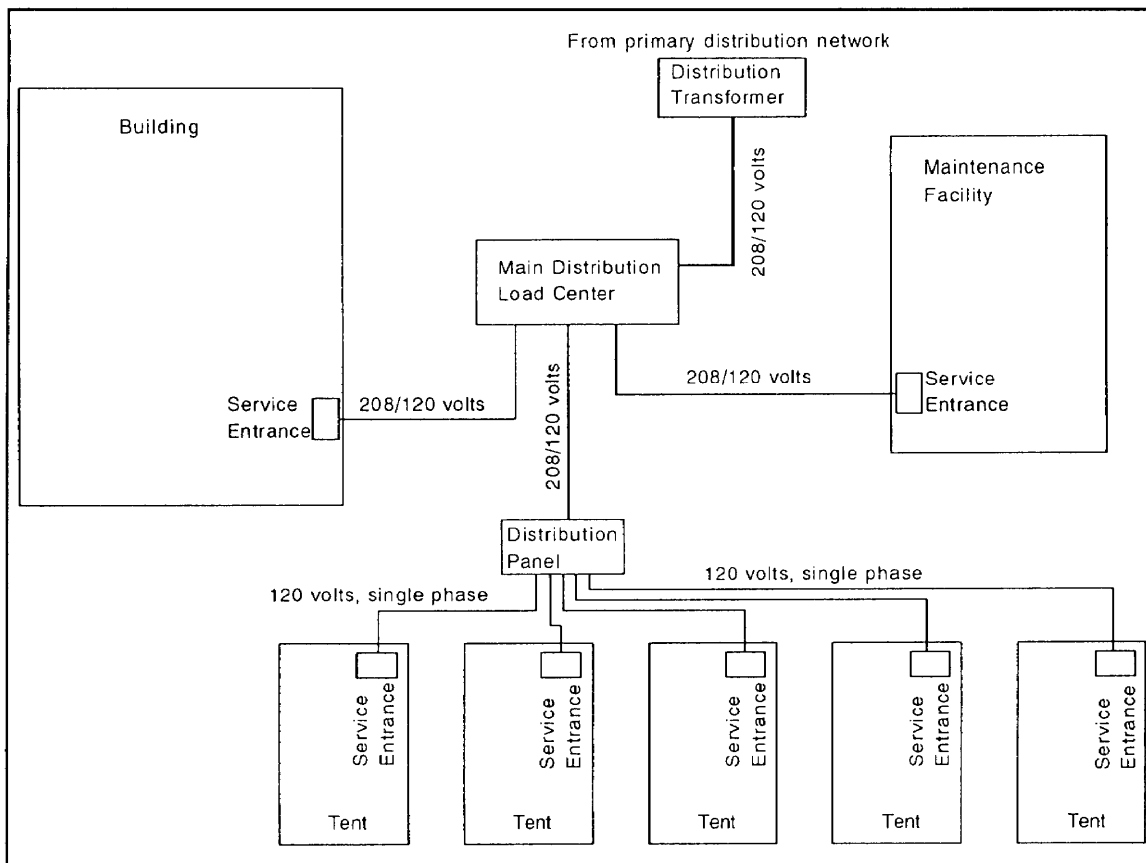 From primary distribution network
Distribution
Transformer
Building
Maintenance
Facility
208/120 volts
Main Distribution
Load Center
208/120 volts
Service
Entrance
208/120 volts
Service
Entrance
208/120 volts
Distribution
Panel
120 volts, single phase
120 volts, single phase
Service
Entrance
Tent
Service
Entrance
Tent
Service
Entrance
Tent
Service
Entrance
Tent
Service
Entrance
Tent